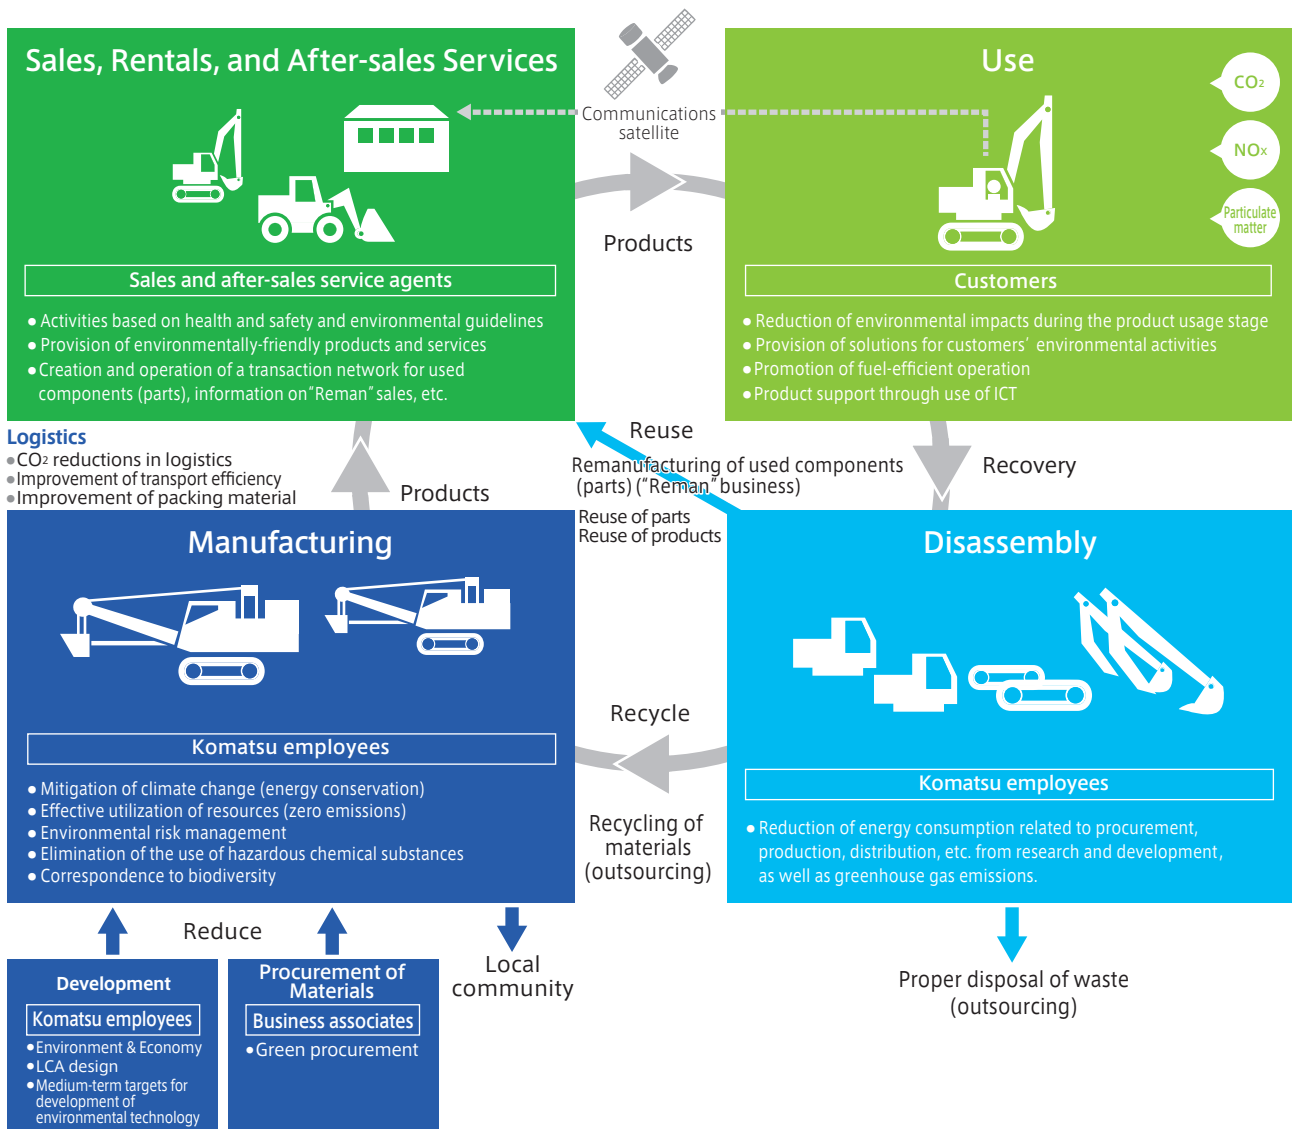 Sales, Rentals, and After-sales Services
Sales and after-sales service agents
● Activities based on health and safety and environmental guidelines
● Provision of environmentally-friendly products and services
● Creation and operation of a transaction network for used
components (parts), information on “Reman” sales, etc.
Communications
satellite
Products
Use
CO2
NOx
Particulate
matter
Customers
● Reduction of environmental impacts during the product usage stage
● Provision of solutions for customers’ environmental activities
● Promotion of fuel-efficient operation
● Product support through use of ICT
Logistics
● CO2 reductions in logistics
● Improvement of transport efficiency
● Improvement of packing material
Products
Reuse
Remanufacturing of used components
(parts) (“Reman” business)
Reuse of parts
Reuse of products
Recovery
Manufacturing
Komatsu employees
● Mitigation of climate change (energy conservation)
● Effective utilization of resources (zero emissions)
● Environmental risk management
● Elimination of the use of hazardous chemical substances
● Correspondence to biodiversity
Recycle
Recycling of
materials
(outsourcing)
Disassembly
Komatsu employees
● Reduction of energy consumption related to procurement,
production, distribution, etc. from research and development,
as well as greenhouse gas emissions.
Reduce
Local
community
Proper disposal of waste
(outsourcing)
Development
Komatsu employees
● Environment & Economy
● LCA design
● Medium-term targets for
development of
environmental technology
Procurement of
Materials
Business associates
● Green procurement